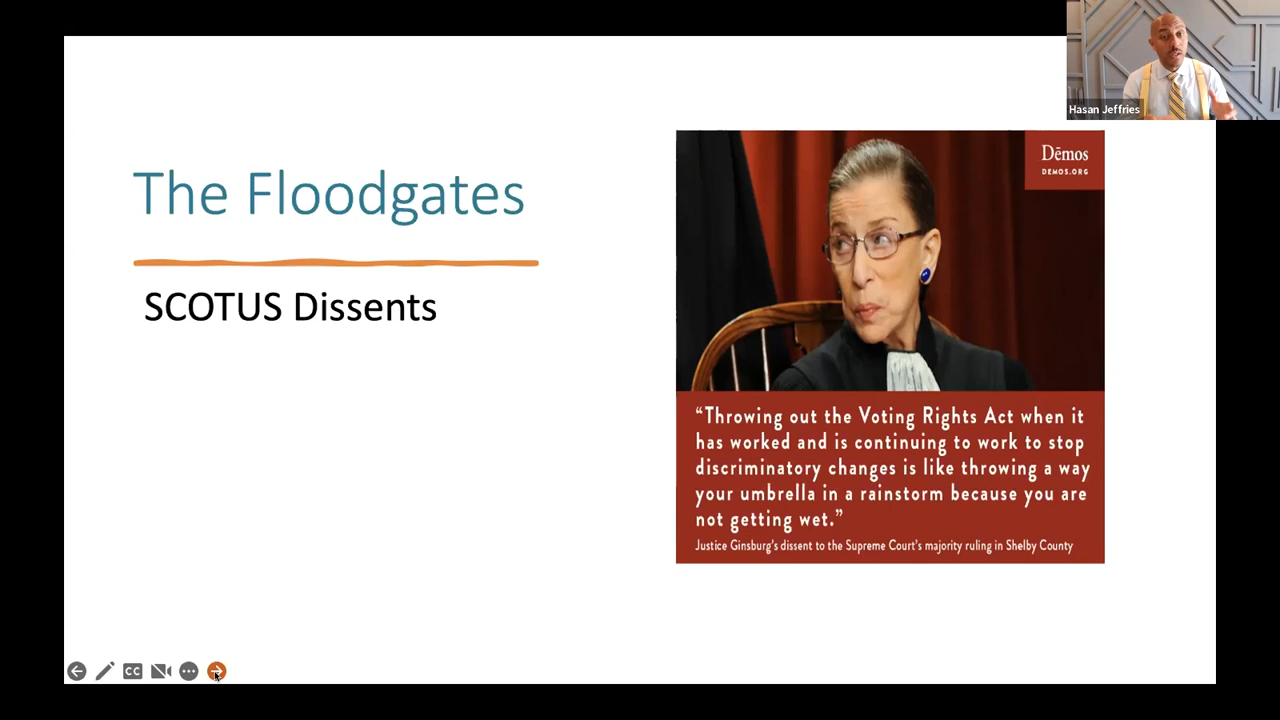 Hasan Jeffries
The Floodgates
SCOTUS Dissents
Dēmos
DEMOS.ORG
“Throwing out the Voting Rights Act when it
has worked and is continuing to work to stop
discriminatory changes is like throwing a way
your umbrella in a rainstorm because you are
not getting wet.”
Justice Ginsburg's dissent to the Supreme Court's majority ruling in Shelby County
CC